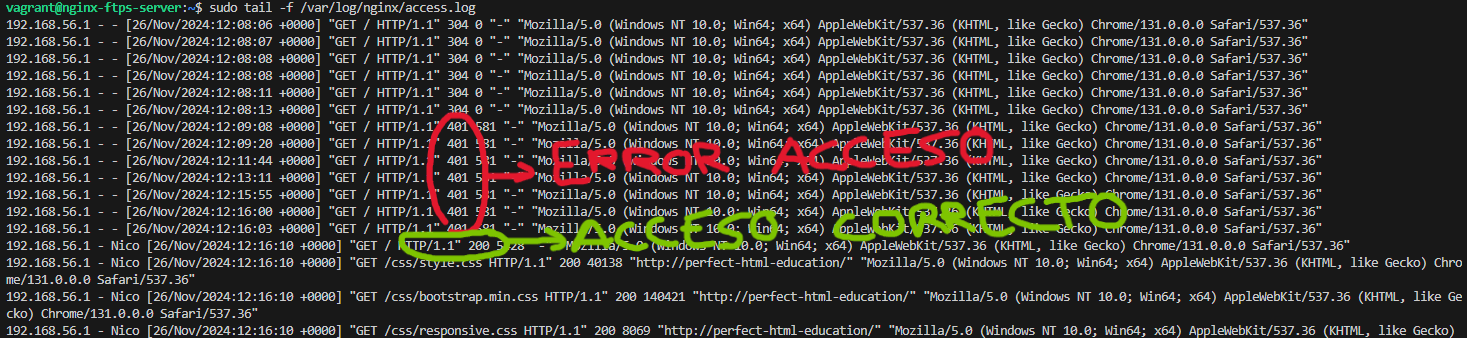 vagrant@nginx-ftps-server:~$ sudo tail -f /var/log/nginx/access.log
192.168.56.1 - - [26/Nov/2024:12:08:06 +0000] "GET / HTTP/1.1" 304 0 "-" "Mozilla/5.0 (Windows NT 10.0; Win64; x64) AppleWebKit/537.36 (KHTML, like Gecko) Chrome/131.0.0.0 Safari/537.36"
192.168.56.1 - - [26/Nov/2024:12:08:07 +0000] "GET / HTTP/1.1" 304 0 "-" "Mozilla/5.0 (Windows NT 10.0; Win64; x64) AppleWebKit/537.36 (KHTML, like Gecko) Chrome/131.0.0.0 Safari/537.36"
192.168.56.1 - - [26/Nov/2024:12:08:08 +0000] "GET / HTTP/1.1" 304 0 "-" "Mozilla/5.0 (Windows NT 10.0; Win64; x64) AppleWebKit/537.36 (KHTML, like Gecko) Chrome/131.0.0.0 Safari/537.36"
192.168.56.1 - - [26/Nov/2024:12:08:08 +0000] "GET / HTTP/1.1" 304 0 "-" "Mozilla/5.0 (Windows NT 10.0; Win64; x64) AppleWebKit/537.36 (KHTML, like Gecko) Chrome/131.0.0.0 Safari/537.36"
192.168.56.1 - - [26/Nov/2024:12:08:11 +0000] "GET / HTTP/1.1" 304 0 "-" "Mozilla/5.0 (Windows NT 10.0; Win64; x64) AppleWebKit/537.36 (KHTML, like Gecko) Chrome/131.0.0.0 Safari/537.36"
192.168.56.1 - - [26/Nov/2024:12:08:13 +0000] "GET / HTTP/1.1" 304 0 "-" "Mozilla/5.0 (Windows NT 10.0; Win64; x64) AppleWebKit/537.36 (KHTML, like Gecko) Chrome/131.0.0.0 Safari/537.36"
192.168.56.1 - - [26/Nov/2024:12:09:08 +0000] "GET / HTTP/1.1" 401 581 "-" "Mozilla/5.0 (Windows NT 10.0; Win64; x64) AppleWebKit/537.36 (KHTML, like Gecko) Chrome/131.0.0.0 Safari/537.36"
192.168.56.1 - - [26/Nov/2024:12:09:20 +0000] "GET / HTTP/1.1" 401 581 "-" "Mozilla/5.0 (Windows NT 10.0; Win64; x64) AppleWebKit/537.36 (KHTML, like Gecko) Chrome/131.0.0.0 Safari/537.36"
192.168.56.1 - - [26/Nov/2024:12:11:44 +0000] "GET / HTTP/1.1" 401 581 "-" "Mozilla/5.0 (Windows NT 10.0; Win64; x64) AppleWebKit/537.36 (KHTML, like Gecko) Chrome/131.0.0.0 Safari/537.36"
ERROR ACCESO
192.168.56.1 - - [26/Nov/2024:12:13:11 +0000] "GET / HTTP/1.1" 401 581 (Windows NT 10.0; Win64; x64) AppleWebKit/537.36 (KHTML, like Gecko) Chrome/131.0.0.0 Safari/537.36"
192.168.56.1 - - [26/Nov/2024:12:15:55 +0000] "GET / HTTP/1.1" 401 581 "-" "Mozilla/5.0 (Windows NT 10.0; Win64; x64) AppleWebKit/537.36 (KHTML, like Gecko) Chrome/131.0.0.0 Safari/537.36"
192.168.56.1 - - [26/Nov/2024:12:16:00 +0000] "GET / HTTP/1.1" 401 581 "-" "Mozilla/5.0 (Windows NT 10.0; Win64; x64) AppleWebKit/537.36 (KHTML, like Gecko) Chrome/131.0.0.0 Safari/537.36"
192.168.56.1 - - [26/Nov/2024:12:16:03 +0000] "GET / HTTP/1.1" 401 581 "-" "Mozilla/5.0 (Windows NT 10.0; Win64; x64) AppleWebKit/537.36 (KHTML, like Gecko) Chrome/131.0.0.0 Safari/537.36"
ACCESO CORRECTO
192.168.56.1 - Nico [26/Nov/2024:12:16:10 +0000] "GET / HTTP/1.1" 200 "Mozilla/5.0 (Windows NT 10.0; Win64; x64) AppleWebKit/537.36 (KHTML, like Gecko) Chrome/131.0.0.0 Safari/537.36"
192.168.56.1 - Nico [26/Nov/2024:12:16:10 +0000] "GET /css/style.css HTTP/1.1" 200 40138 "http://perfect-html-education/" "Mozilla/5.0 (Windows NT 10.0; Win64; x64) AppleWebKit/537.36 (KHTML, like Gecko) Chro
me/131.0.0.0 Safari/537.36"
192.168.56.1 - Nico [26/Nov/2024:12:16:10 +0000] "GET /css/bootstrap.min.css HTTP/1.1" 200 140421 "http://perfect-html-education/" "Mozilla/5.0 (Windows NT 10.0; Win64; x64) AppleWebKit/537.36 (KHTML, like Ge
cko) Chrome/131.0.0.0 Safari/537.36"
192.168.56.1 - Nico [26/Nov/2024:12:16:10 +0000] "GET /css/responsive.css HTTP/1.1" 200 8069 "http://perfect-html-education/" "Mozilla/5.0 (Windows NT 10.0; Win64; x64) AppleWebKit/537.36 (KHTML, like Gecko)